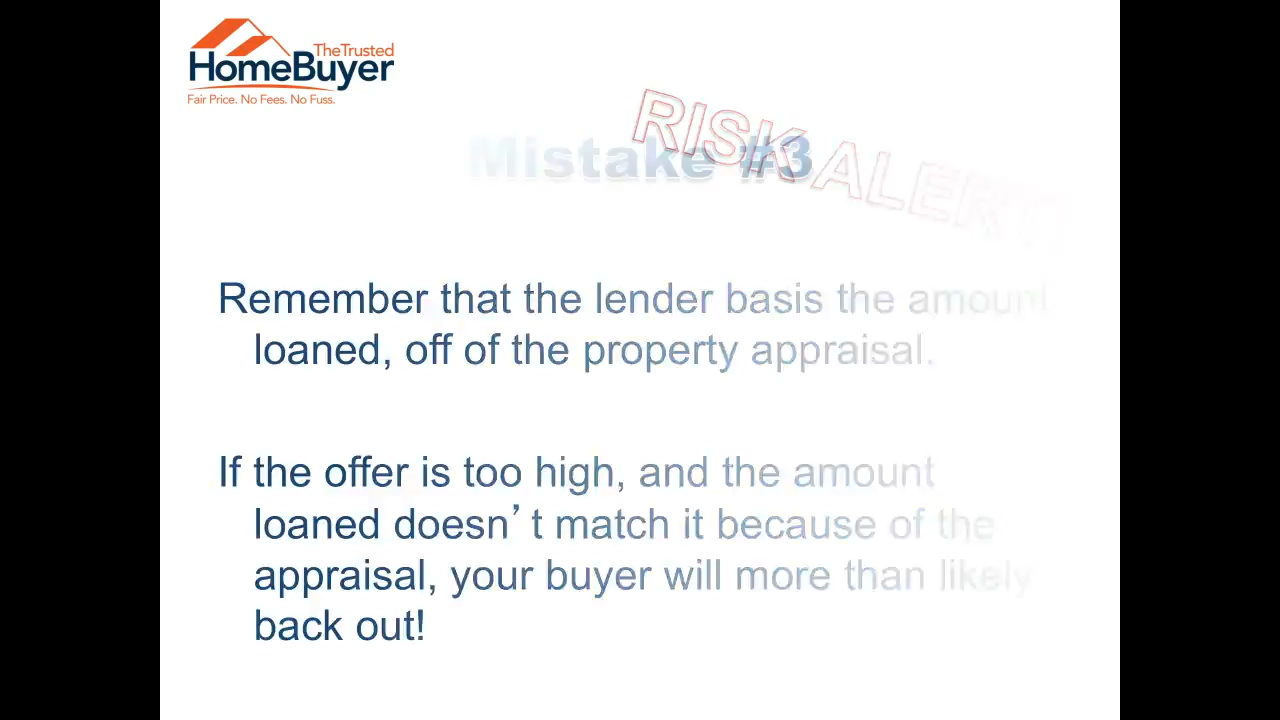 TheTrusted
HomeBuyer
Fair Price. No Fees. No Fuss.
RISK ALERT!
Mistake #3
Remember that the lender basis the amount
loaned, off of the property appraisal.
If the offer is too high, and the amount
loaned doesn’t match it because of the
appraisal, your buyer will more than likely
back out!